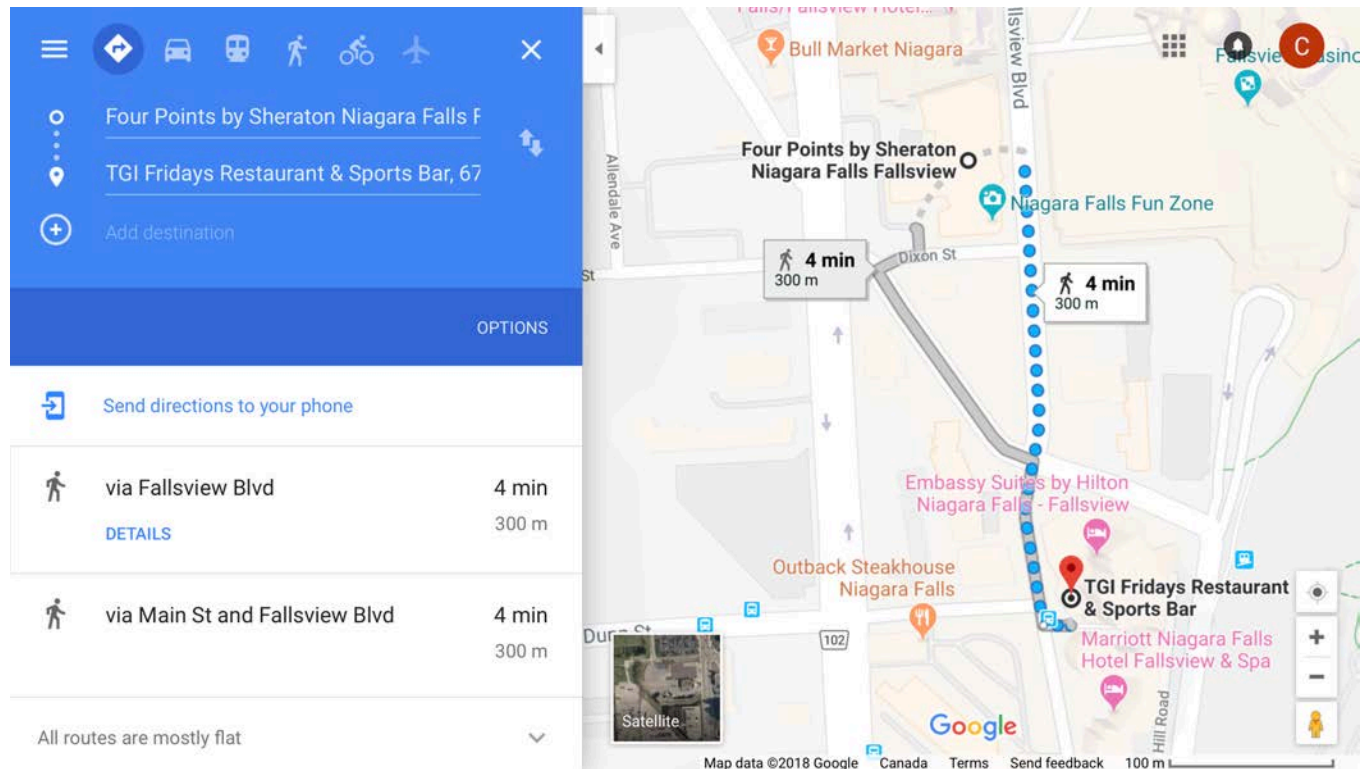 Four Points by Sheraton Niagara Falls F
TGI Fridays Restaurant & Sports Bar, 67
Add destination
OPTIONS
Send directions to your phone
via Fallsview Blvd
4 min
DETAILS
300 m
via Main St and Fallsview Blvd
4 min
300 m
All routes are mostly flat
Bull Market Niagara
llsview Blvd
C
Four Points by Sheraton
Niagara Falls Fallsview
Allendale Ave
Niagara Falls Fun Zone
Dixon St
St
4 min
300 m
4 min
300 m
Embassy Suites by Hilton
Niagara Falls - Fallsview
Outback Steakhouse
Niagara Falls
TGI Fridays Restaurant
& Sports Bar
102
Marriott Niagara Falls
Hotel Fallsview & Spa
Hill Road
Satellite
Google
Map data ©2018 Google
Canada
Terms
Send feedback
100 m